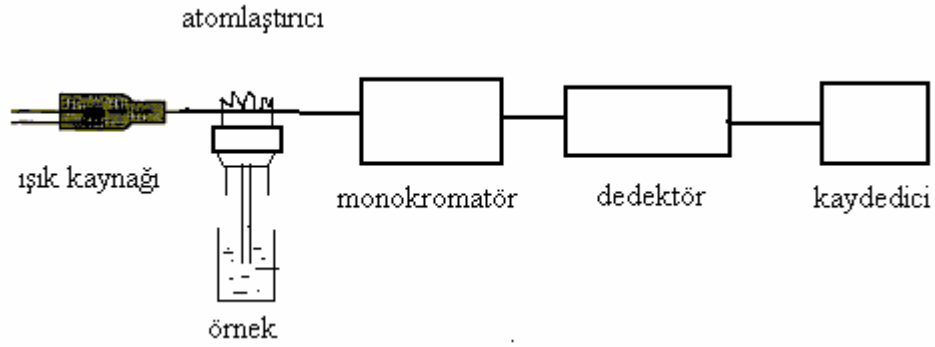 atomlaştırıcı
ışık kaynağı
monokromatör
dedektör
kaydedici
örnek